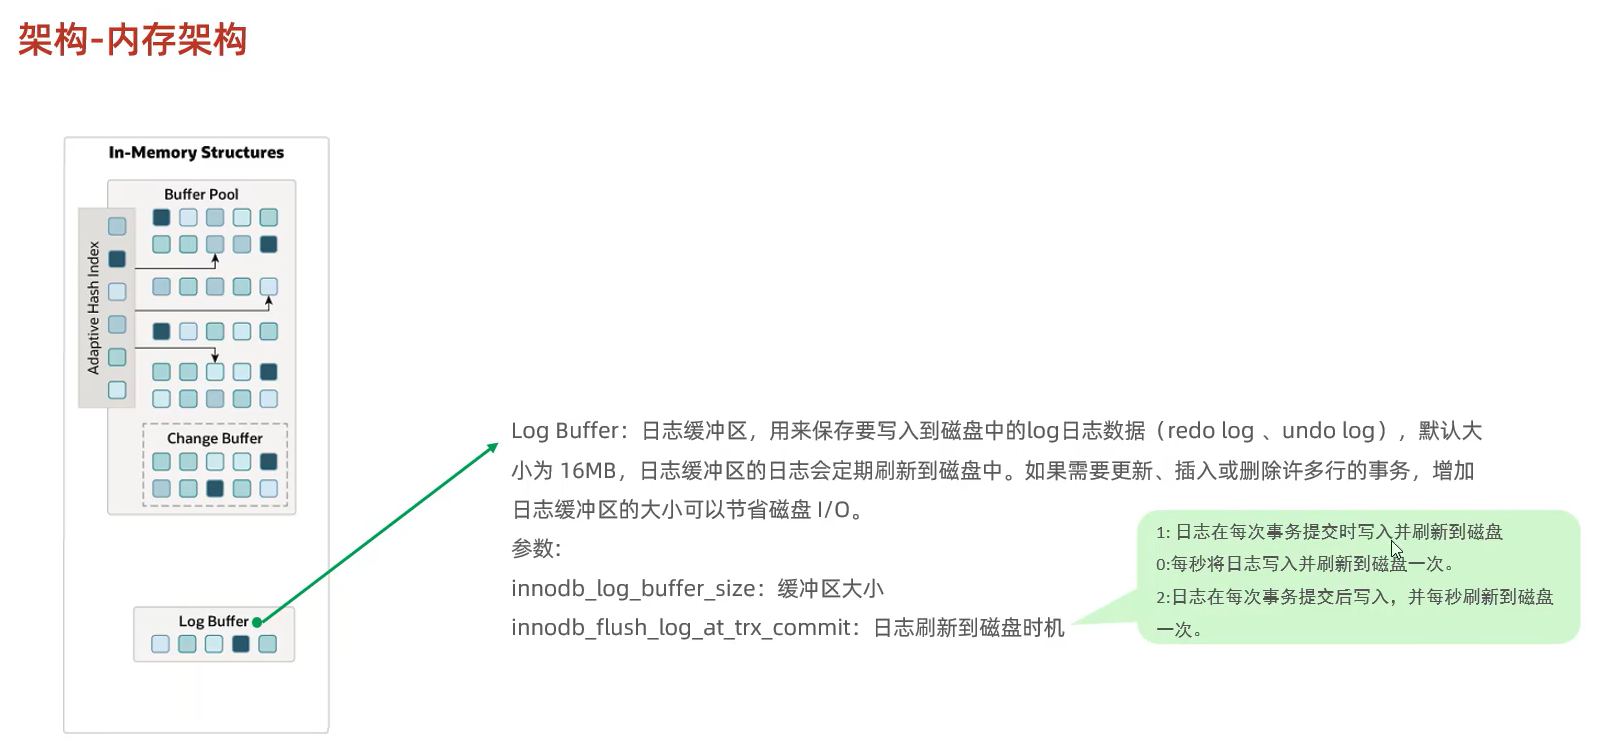 架构-内存架构
In-Memory Structures
Buffer Pool
Adaptive Hash Index
Change Buffer
Log Buffer
Log Buffer：日志缓冲区，用来保存要写入到磁盘中的log日志数据（redo log 、undo log），默认大
小为 16MB，日志缓冲区的日志会定期刷新到磁盘中。如果需要更新、插入或删除许多行的事务，增加
日志缓冲区的大小可以节省磁盘 I/O。
参数：
innodb_log_buffer_size：缓冲区大小
innodb_flush_log_at_trx_commit：日志刷新到磁盘时机
1: 日志在每次事务提交时写入并刷新到磁盘
0:每秒将日志写入并刷新到磁盘一次。
2:日志在每次事务提交后写入，并每秒刷新到磁盘
一次。